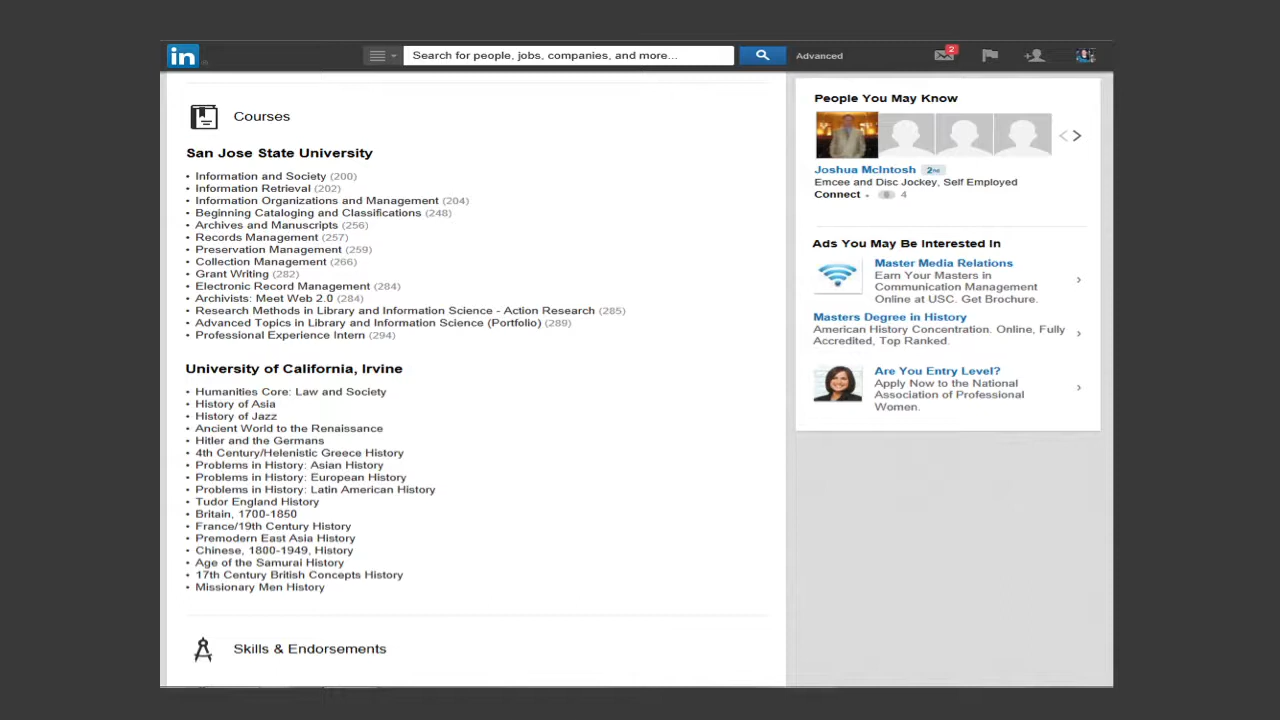 in
Search for people, jobs, companies, and more...
Advanced
2
Courses
San Jose State University
• Information and Society (200)
• Information Retrieval (202)
• Information Organizations and Management (204)
• Beginning Cataloging and Classifications (248)
• Archives and Manuscripts (256)
• Records Management (257)
• Preservation Management (259)
• Collection Management (266)
• Grant Writing (282)
• Electronic Record Management (284)
• Archivists: Meet Web 2.0 (284)
• Research Methods in Library and Information Science - Action Research (285)
• Advanced Topics in Library and Information Science (Portfolio) (289)
• Professional Experience Intern (294)
University of California, Irvine
• Humanities Core: Law and Society
• History of Asia
• History of Jazz
• Ancient World to the Renaissance
• Hitler and the Germans
• 4th Century/Helenistic Greece History
• Problems in History: Asian History
• Problems in History: European History
• Problems in History: Latin American History
• Tudor England History
• Britain, 1700-1850
• France/19th Century History
• Premodern East Asia History
• Chinese, 1800-1949, History
• Age of the Samurai History
• 17th Century British Concepts History
• Missionary Men History
Skills & Endorsements
People You May Know
Joshua McIntosh 2nd
Emcee and Disc Jockey, Self Employed
Connect • 4
Ads You May Be Interested In
Master Media Relations
Earn Your Masters in
Communication Management
Online at USC. Get Brochure.
Masters Degree in History
American History Concentration. Online, Fully
Accredited, Top Ranked.
Are You Entry Level?
Apply Now to the National
Association of Professional
Women.